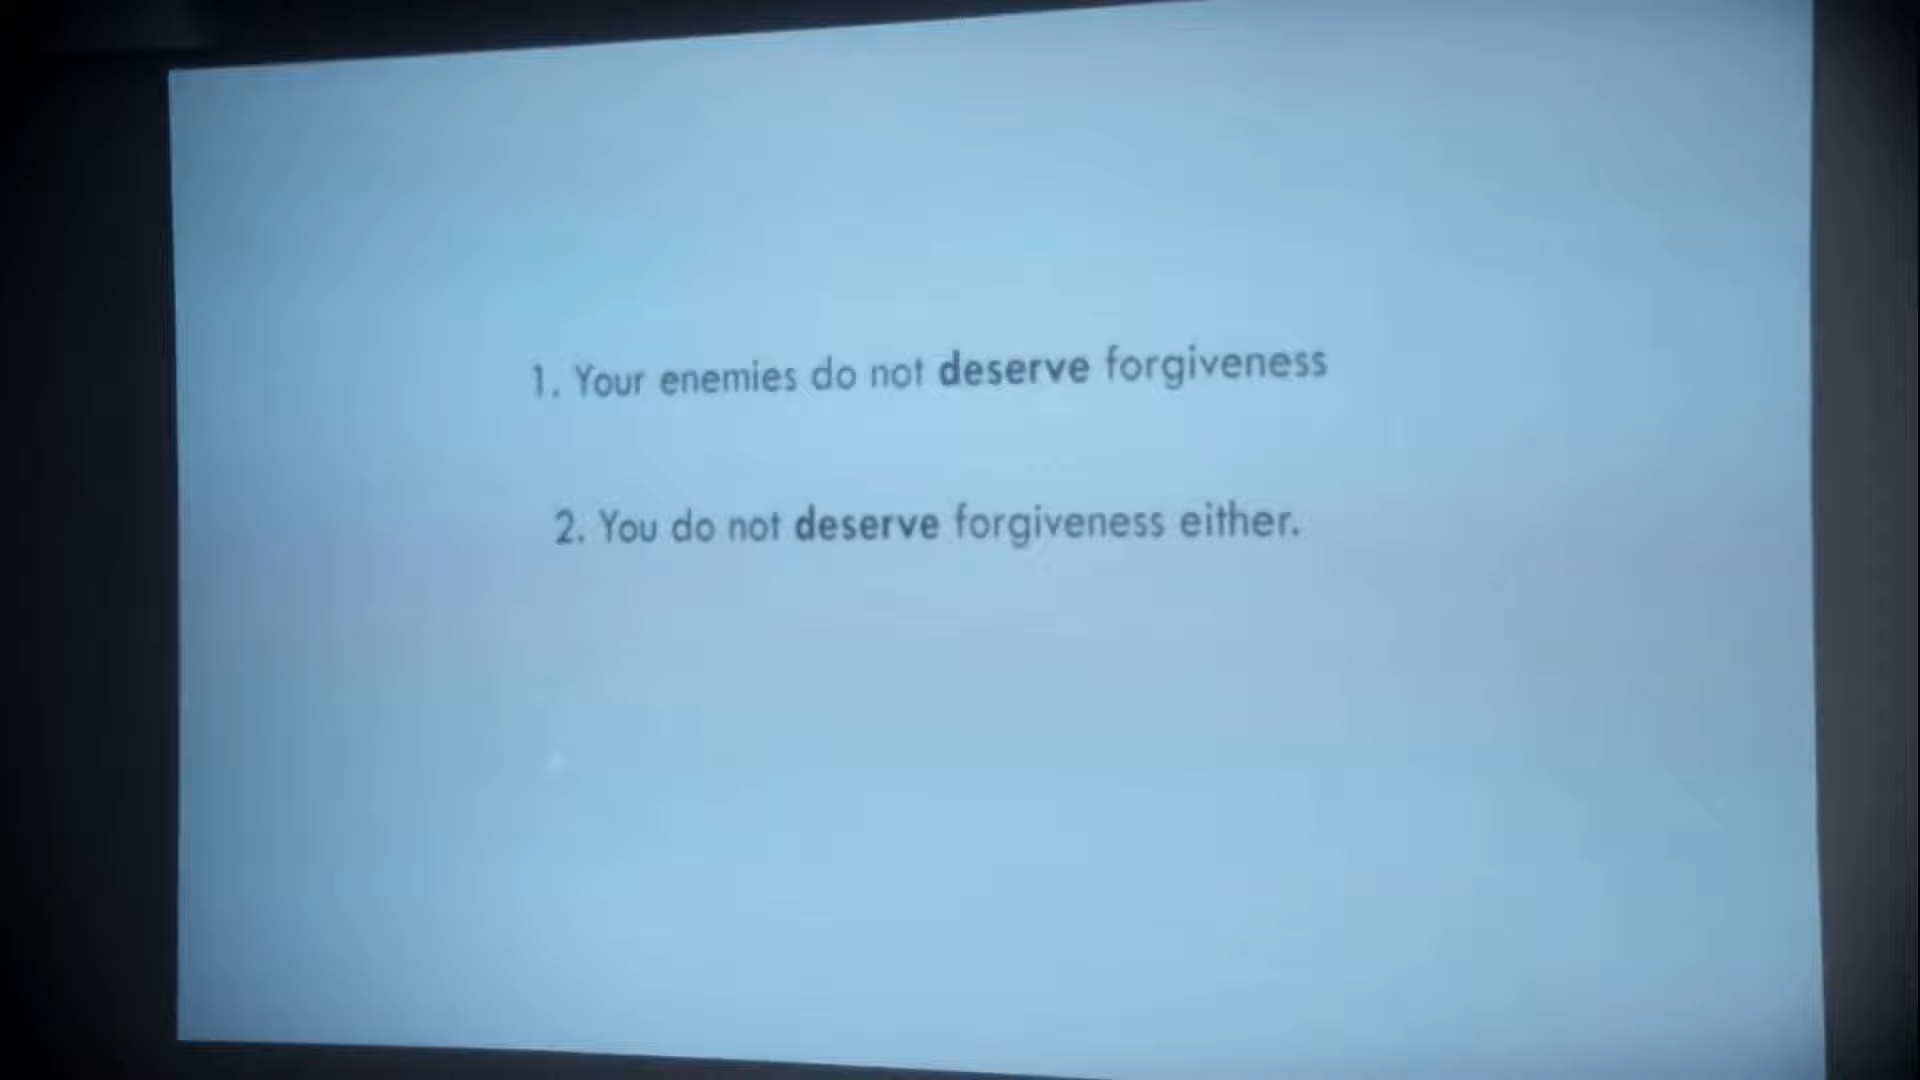 1. Your enemies do not deserve forgiveness
2. You do not deserve forgiveness either.